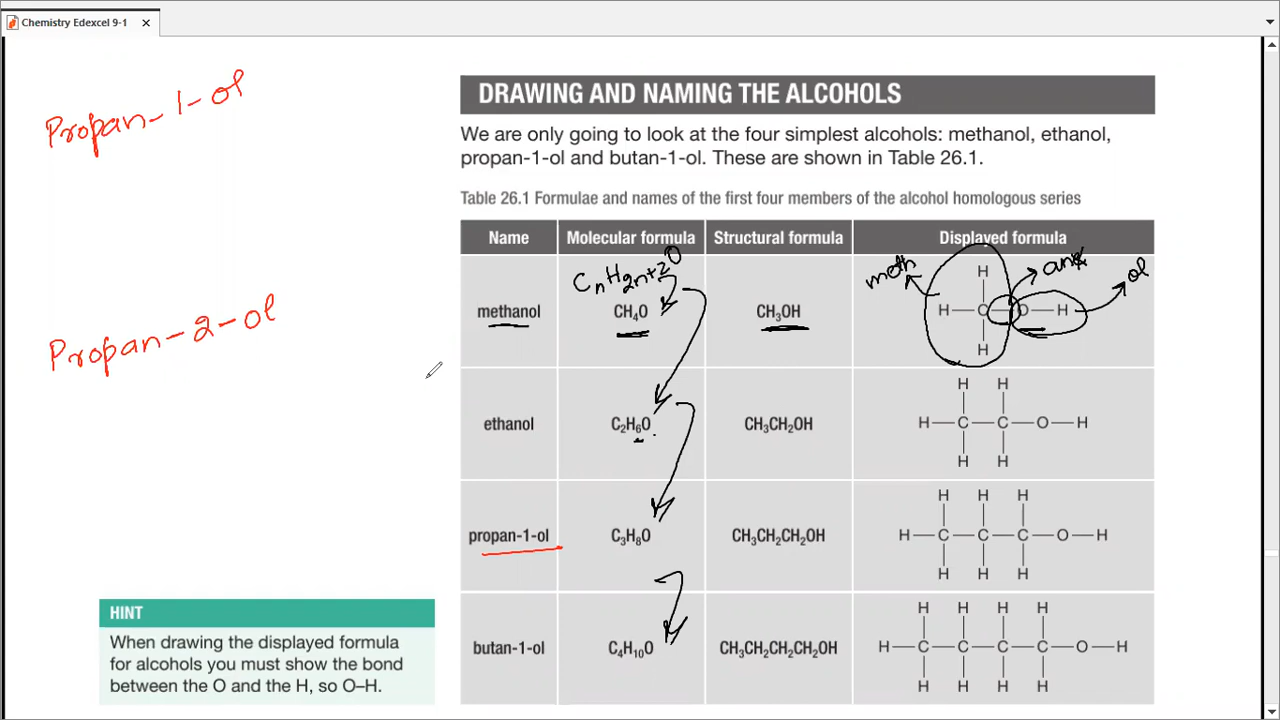 Chemistry Edexcel 9-1
Propan-1-ol
Propan-2-ol
HINT
When drawing the displayed formula
for alcohols you must show the bond
between the O and the H, so O–H.
DRAWING AND NAMING THE ALCOHOLS
We are only going to look at the four simplest alcohols: methanol, ethanol,
propan-1-ol and butan-1-ol. These are shown in Table 26.1.
Table 26.1 Formulae and names of the first four members of the alcohol homologous series
Name Molecular formula Structural formula Displayed formula
CnH2n+2O meth ane ol
methanol CH₄O CH₃OH
H
H C O H
H
ethanol C₂H₆O CH₃CH₂OH
H H
H C C O H
H H
propan-1-ol C₃H₈O CH₃CH₂CH₂OH
H H H
H C C C O H
H H H
butan-1-ol C₄H₁₀O CH₃CH₂CH₂CH₂OH
H H H H
H C C C C O H
H H H H